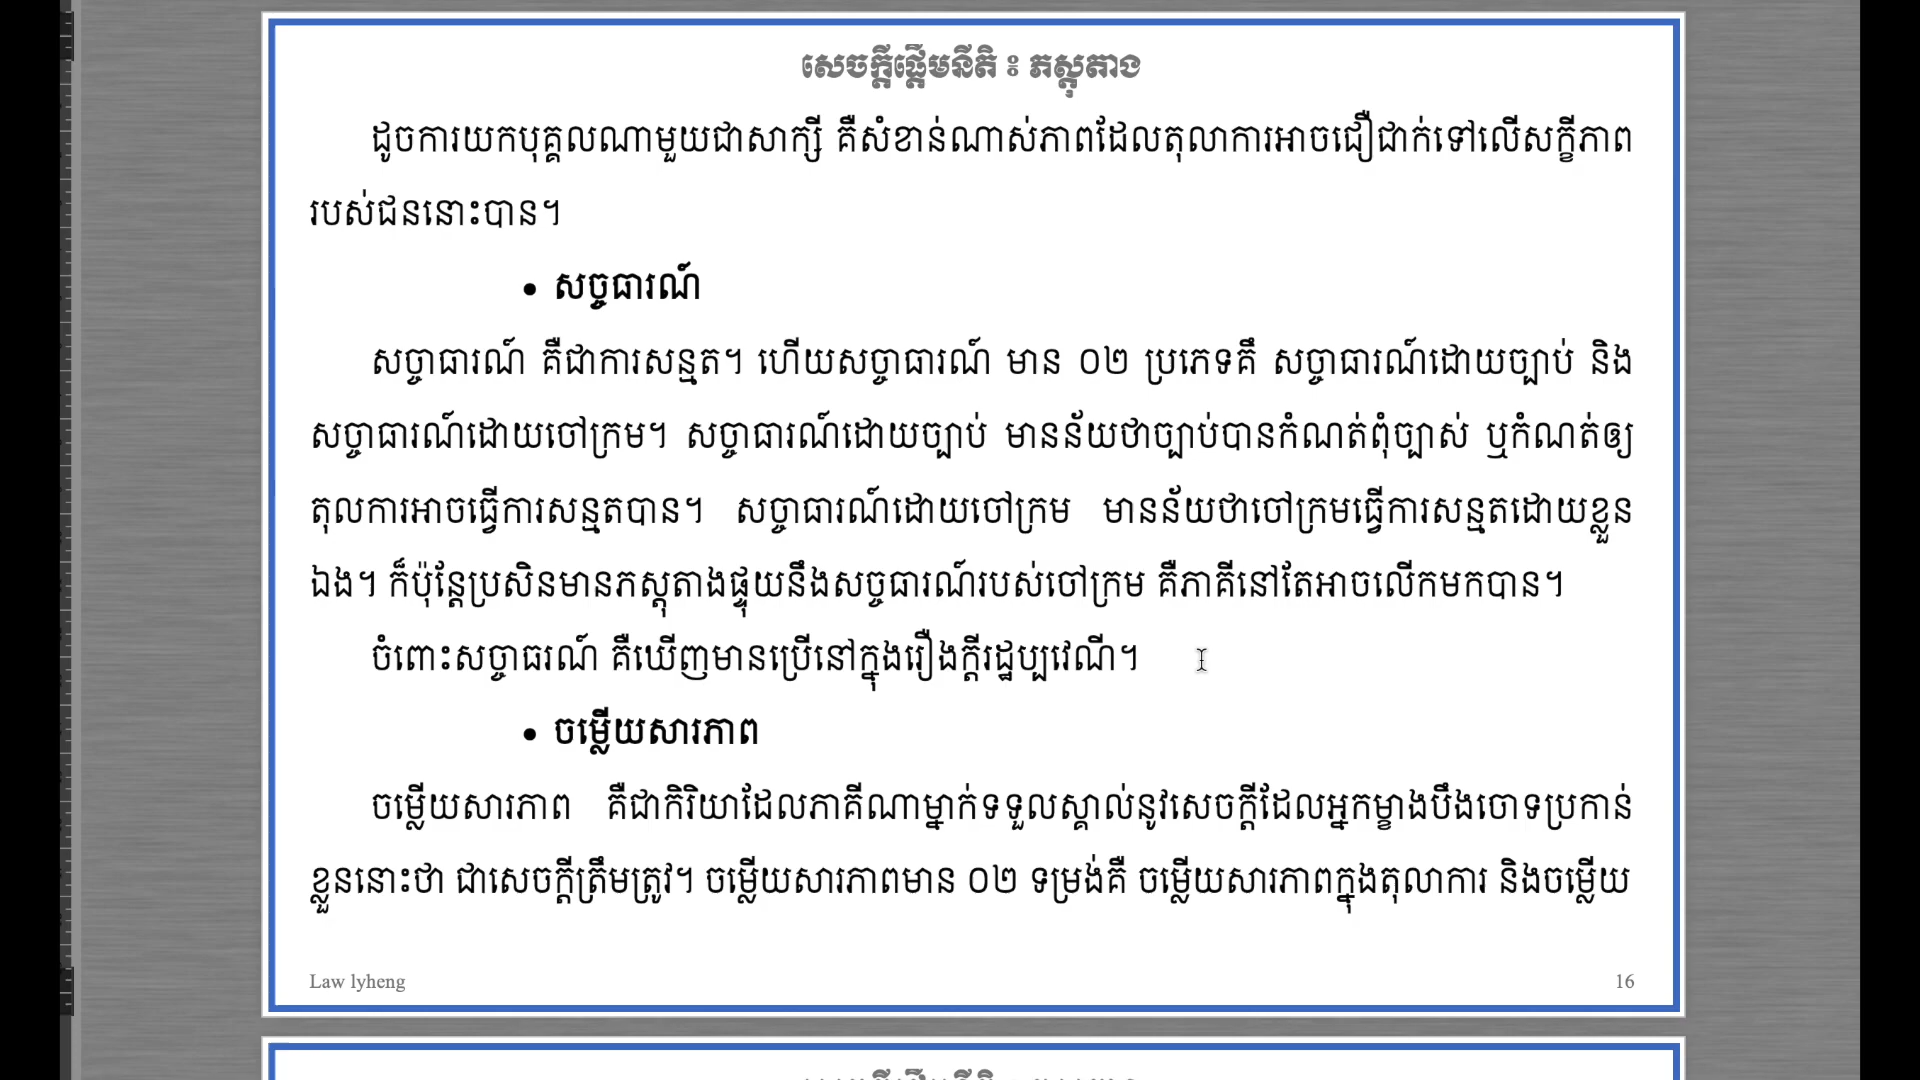 សេចក្ដីផ្ដើមនីតិ ៖ ភស្តុតាង
ដូចការយកបុគ្គលណាមួយជាសាក្សី គឺសំខាន់ណាស់ភាពដែលតុលាការអាចជឿជាក់ទៅលើសក្ខីភាព
របស់ជននោះបាន។
• សច្ចធារណ៍
សច្ចាធារណ៍ គឺជាការសន្មត។ ហើយសច្ចាធារណ៍ មាន ០២ ប្រភេទគឺ សច្ចាធារណ៍ដោយច្បាប់ និង
សច្ចាធារណ៍ដោយចៅក្រម។ សច្ចាធារណ៍ដោយច្បាប់ មានន័យថាច្បាប់បានកំណត់ពុំច្បាស់ ឬកំណត់ឲ្យ
តុលការអាចធ្វើការសន្មតបាន។ សច្ចាធារណ៍ដោយចៅក្រម មានន័យថាចៅក្រមធ្វើការសន្មតដោយខ្លួន
ឯង។ ក៏ប៉ុន្តែប្រសិនមានភស្តុតាងផ្ទុយនឹងសច្ចធារណ៍របស់ចៅក្រម គឺភាគីនៅតែអាចលើកមកបាន។
ចំពោះសច្ចាធរណ៍ គឺឃើញមានប្រើនៅក្នុងរឿងក្ដីរដ្ឋប្បវេណី។
• ចម្លើយសារភាព
ចម្លើយសារភាព គឺជាកិរិយាដែលភាគីណាម្នាក់ទទួលស្គាល់នូវសេចក្ដីដែលអ្នកម្ខាងបឹងចោទប្រកាន់
ខ្លួននោះថា ជាសេចក្ដីត្រឹមត្រូវ។ ចម្លើយសារភាពមាន ០២ ទម្រង់គឺ ចម្លើយសារភាពក្នុងតុលាការ និងចម្លើយ
Law lyheng
16